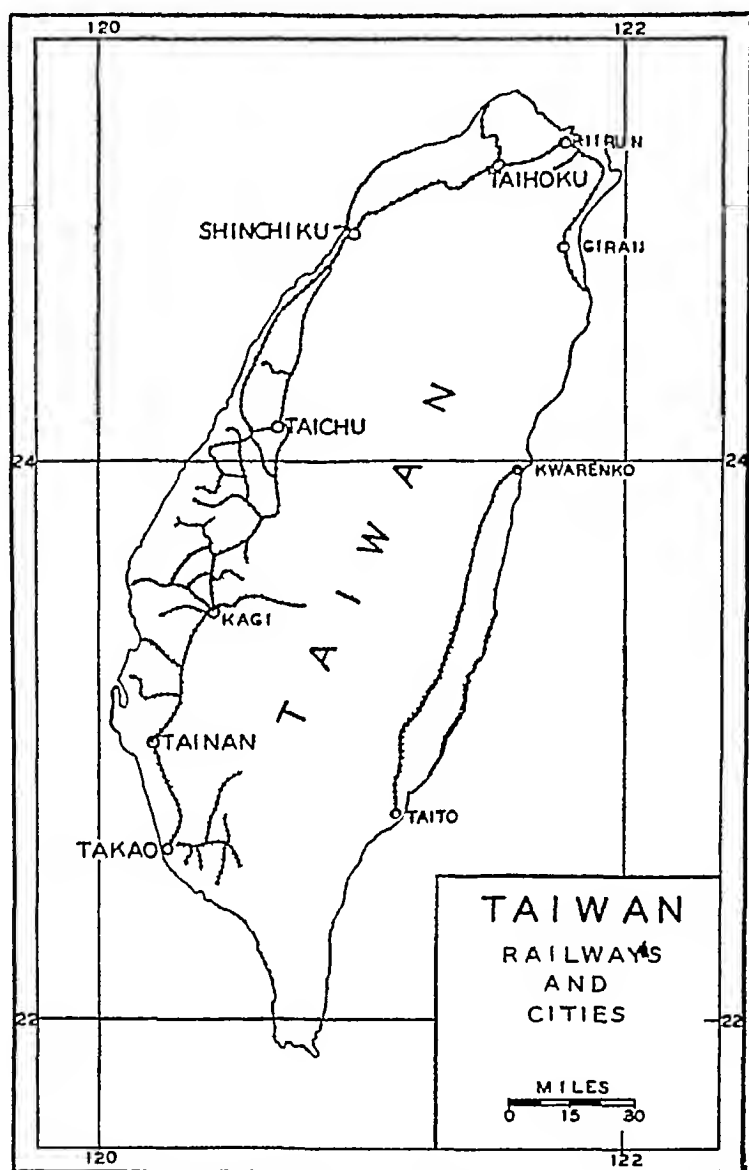 120
122
KIIRUN
TAIHOKU
SHINCHIKU
GIRAN
TAICHU
24
24
KWARENKO
TAIWAN
KAGI
TAINAN
TAITO
TAKAO
TAIWAN
RAILWAYS
AND
CITIES
22
22
MILES
0 15 30
120
122